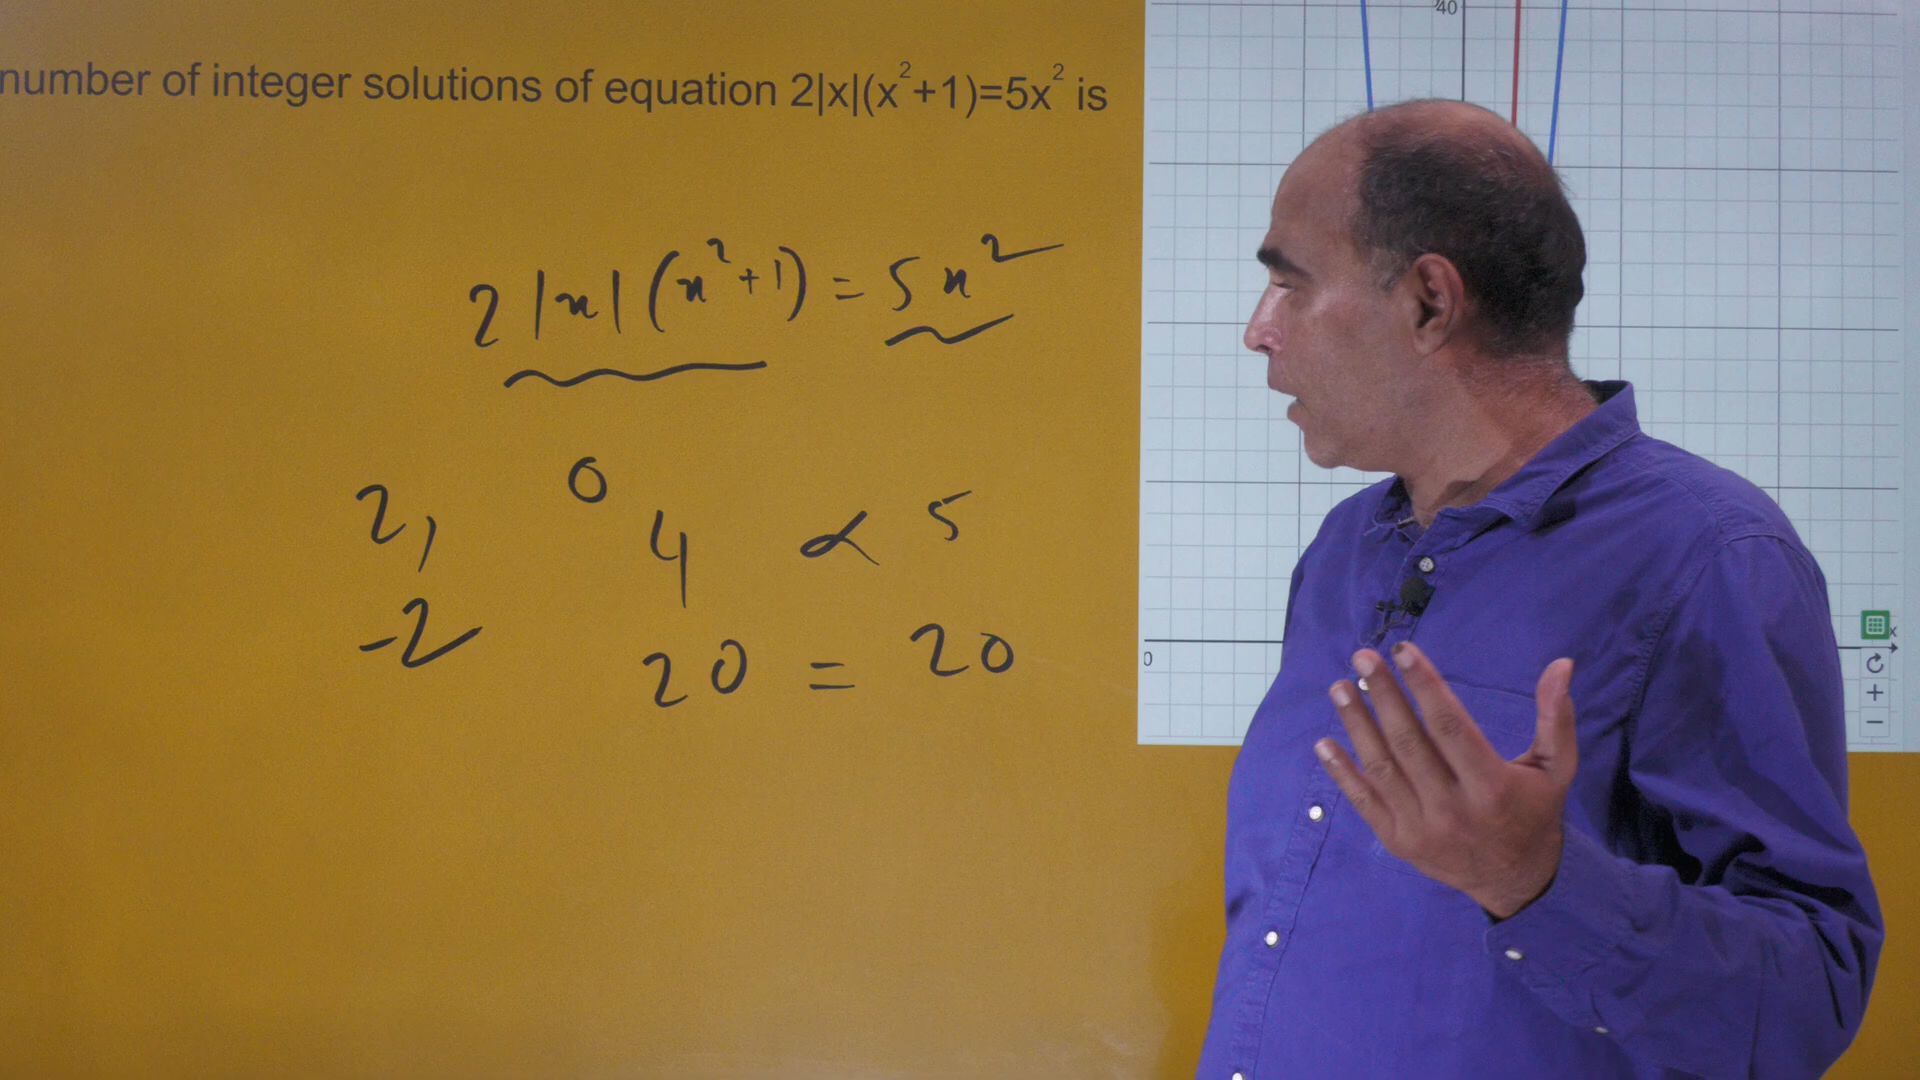 number of integer solutions of equation 2|x|(x²+1)=5x² is
2|x|(x²+1) = 5x²
0
2, 4 < 5
-2 20 = 20
40
0
x
+
−